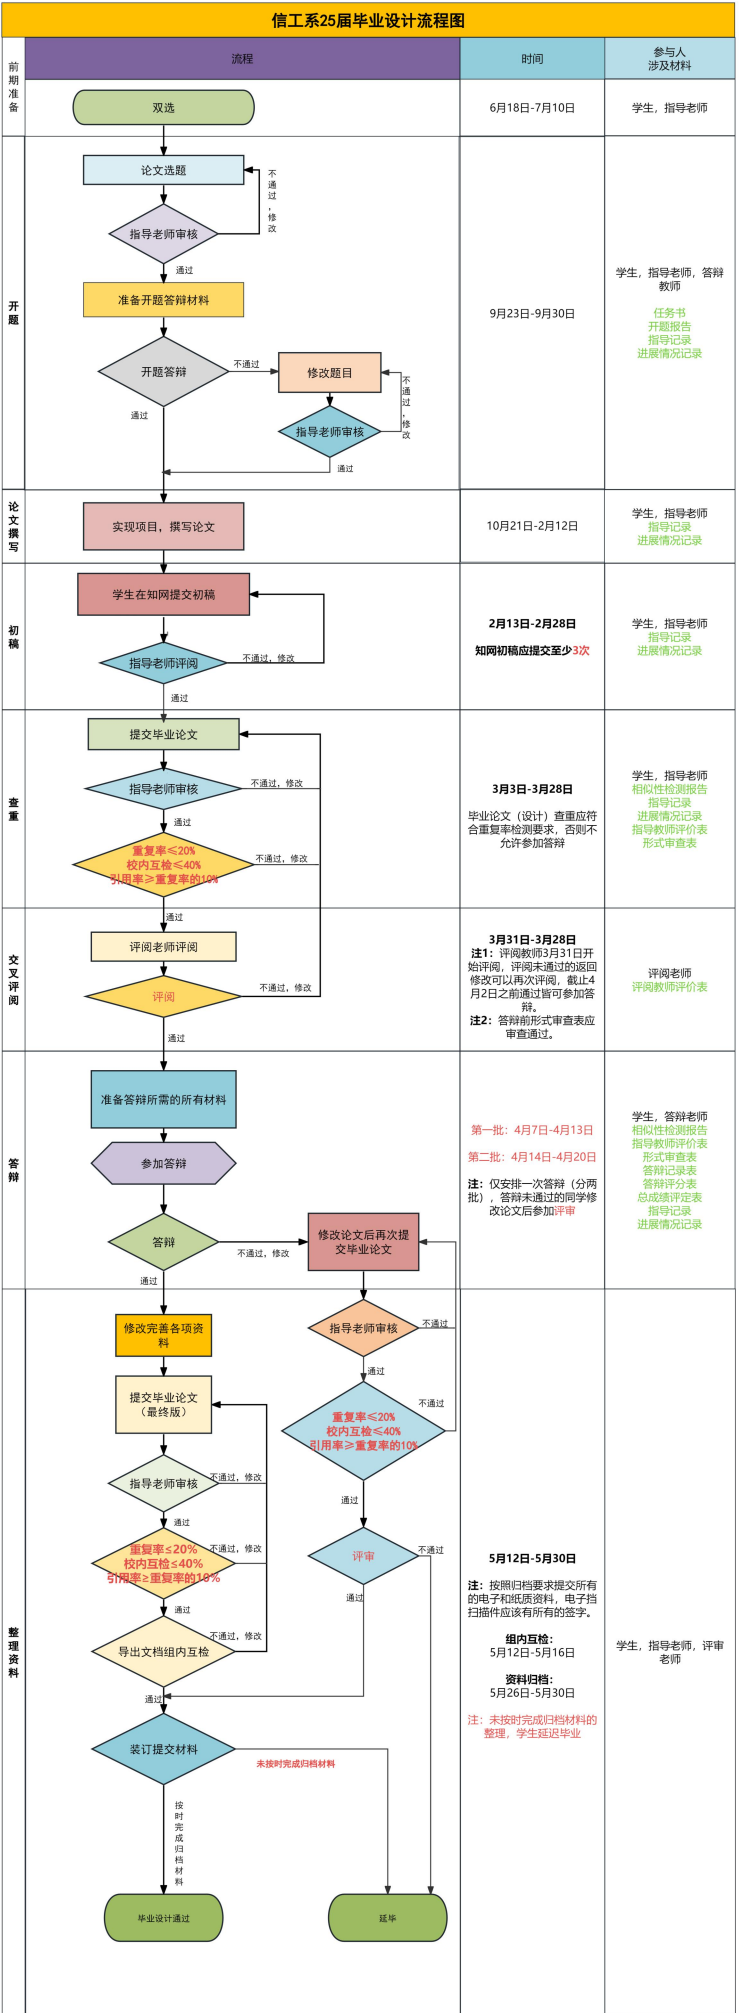 信工系25届毕业设计流程图
流程
时间
参与人
涉及材料
前期准备
双选
6月18日-7月10日
学生，指导老师
开题
论文选题
不通过，修改
指导老师审核
通过
准备开题答辩材料
开题答辩
不通过
修改题目
不通过，修改
通过
指导老师审核
通过
9月23日-9月30日
学生，指导老师，答辩
教师
任务书
开题报告
指导记录
进展情况记录
论文撰写
实现项目，撰写论文
10月21日-2月12日
学生，指导老师
指导记录
进展情况记录
初稿
学生在知网提交初稿
指导老师评阅
不通过，修改
通过
2月13日-2月28日
知网初稿应提交至少3次
学生，指导老师
指导记录
进展情况记录
查重
提交毕业论文
指导老师审核
不通过，修改
通过
重复率≤20%
校内互检≤40%
引用率≥重复率的10%
不通过，修改
通过
3月3日-3月28日
毕业论文（设计）查重应符
合重复率检测要求，否则不
允许参加答辩
学生，指导老师
相似性检测报告
指导记录
进展情况记录
指导教师评价表
形式审查表
交叉评阅
评阅老师评阅
评阅
不通过，修改
通过
3月31日-3月28日
注1：评阅教师3月31日开
始评阅，评阅未通过的返回
修改可以再次评阅，截止4
月2日之前通过皆可参加答
辩。
注2：答辩前形式审查表应
审查通过。
评阅老师
评阅教师评价表
答辩
准备答辩所需的所有材料
参加答辩
答辩
不通过，修改
通过
修改论文后再次提
交毕业论文
第一批：4月7日-4月13日
第二批：4月14日-4月20日
注：仅安排一次答辩（分两
批），答辩未通过的同学修
改论文后参加评审
学生，答辩老师
相似性检测报告
指导教师评价表
形式审查表
答辩记录表
答辩评分表
总成绩评定表
指导记录
进展情况记录
整理资料
修改完善各项资
料
指导老师审核
不通过
通过
提交毕业论文
（最终版）
重复率≤20%
校内互检≤40%
引用率≥重复率的10%
不通过
通过
指导老师审核
不通过，修改
通过
重复率≤20%
校内互检≤40%
引用率≥重复率的10%
不通过，修改
通过
评审
不通过
通过
导出文档组内互检
不通过，修改
通过
装订提交材料
未按时完成归档材料
按时完成归档材料
毕业设计通过
延毕
5月12日-5月30日
注：按照归档要求提交所有
的电子和纸质资料，电子挡
扫描件应该有所有的签字。
组内互检：
5月12日-5月16日
资料归档：
5月26日-5月30日
注：未按时完成归档材料的
整理，学生延迟毕业
学生，指导老师，评审
老师